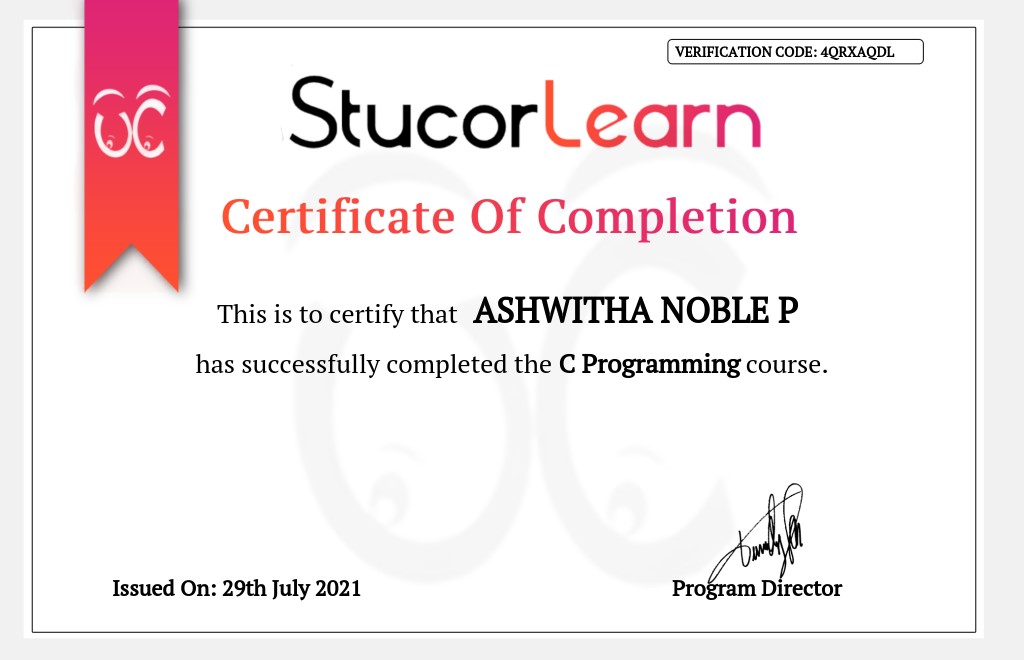 VERIFICATION CODE: 4QRXAQDL
StucorLearn
Certificate Of Completion
This is to certify that ASHWITHA NOBLE P
has successfully completed the C Programming course.
Issued On: 29th July 2021
Program Director